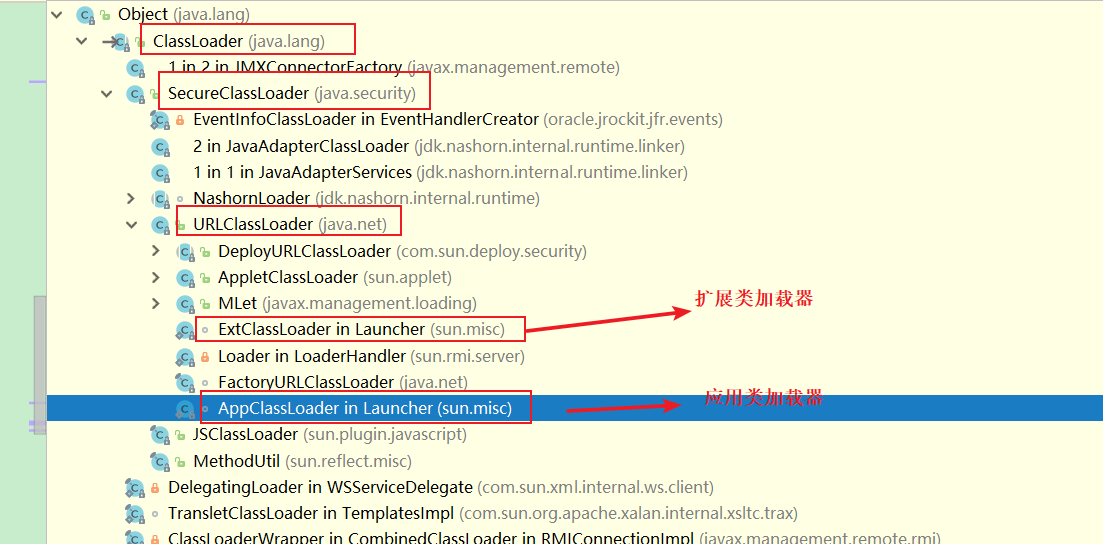 Object (java.lang)
ClassLoader (java.lang)
1 in 2 in JMXConnectorFactory (javax.management.remote)
SecureClassLoader (java.security)
EventInfoClassLoader in EventHandlerCreator (oracle.jrockit.jfr.events)
2 in JavaAdapterClassLoader (jdk.nashorn.internal.runtime.linker)
1 in 1 in JavaAdapterServices (jdk.nashorn.internal.runtime.linker)
NashornLoader (jdk.nashorn.internal.runtime)
URLClassLoader (java.net)
DeployURLClassLoader (com.sun.deploy.security)
AppletClassLoader (sun.applet)
MLet (javax.management.loading)
扩展类加载器
ExtClassLoader in Launcher (sun.misc)
Loader in LoaderHandler (sun.rmi.server)
FactoryURLClassLoader (java.net)
应用类加载器
AppClassLoader in Launcher (sun.misc)
JSClassLoader (sun.plugin.javascript)
MethodUtil (sun.reflect.misc)
DelegatingLoader in WSServiceDelegate (com.sun.xml.internal.ws.client)
TransletClassLoader in TemplatesImpl (com.sun.org.apache.xalan.internal.xsltc.trax)
ClassLoaderWrapper in CombinedClassLoader in RMIConnectionImpl (javax.management.remote.rmi)